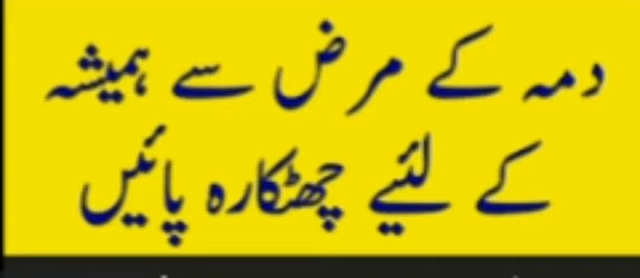 دمہ کے مرض سے ہمیشہ
کے لئیے چھٹکارہ پائیں